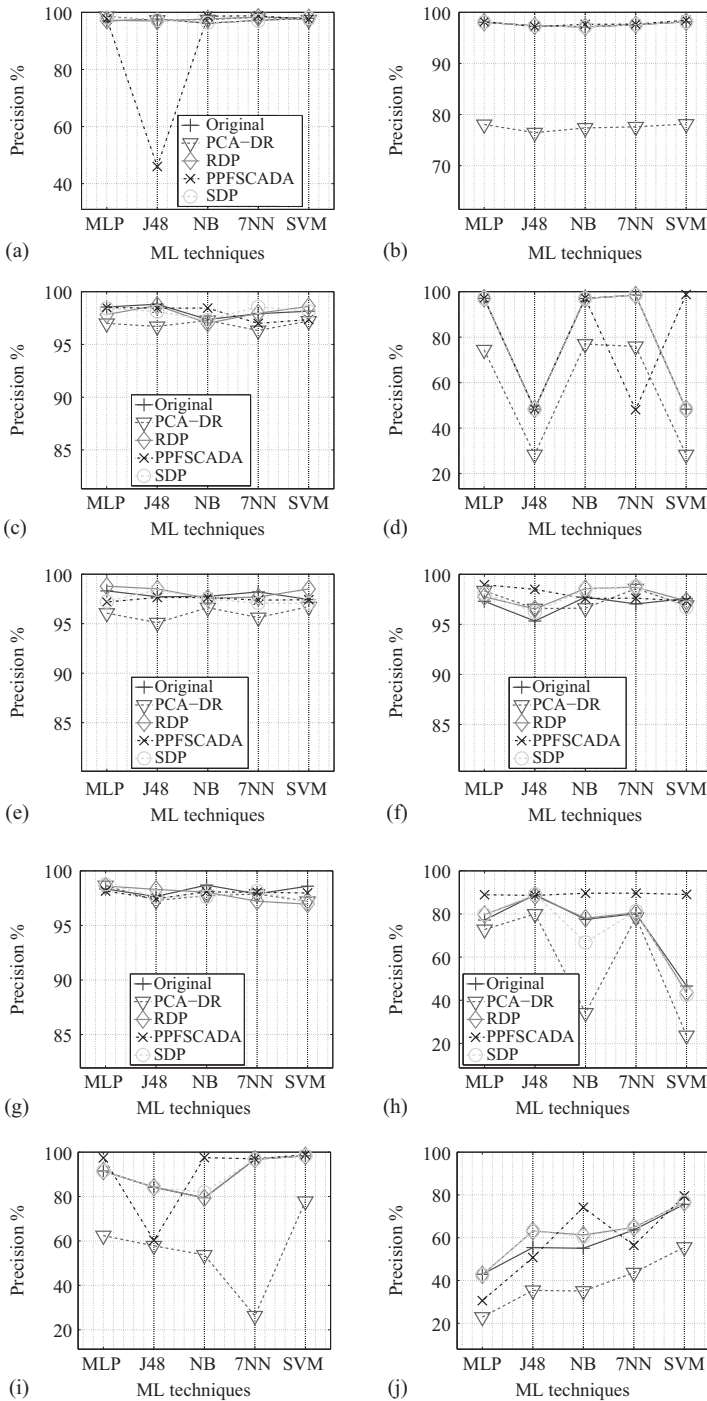 100
80
60
40
Precision %
Original
PCA−DR
RDP
PPFSCADA
SDP
MLP J48 NB 7NN SVM
(a) ML techniques
100
90
80
70
Precision %
MLP J48 NB 7NN SVM
(b) ML techniques
100
95
90
85
Precision %
Original
PCA−DR
RDP
PPFSCADA
SDP
MLP J48 NB 7NN SVM
(c) ML techniques
100
80
60
40
20
Precision %
MLP J48 NB 7NN SVM
(d) ML techniques
100
95
90
85
Precision %
Original
PCA−DR
RDP
PPFSCADA
SDP
MLP J48 NB 7NN SVM
(e) ML techniques
100
95
90
85
Precision %
Original
PCA−DR
RDP
PPFSCADA
SDP
MLP J48 NB 7NN SVM
(f) ML techniques
100
95
90
85
Precision %
Original
PCA−DR
RDP
PPFSCADA
SDP
MLP J48 NB 7NN SVM
(g) ML techniques
100
80
60
40
20
Precision %
Original
PCA−DR
RDP
PPFSCADA
SDP
MLP J48 NB 7NN SVM
(h) ML techniques
100
80
60
40
20
Precision %
MLP J48 NB 7NN SVM
(i) ML techniques
100
80
60
40
20
Precision %
MLP J48 NB 7NN SVM
(j) ML techniques